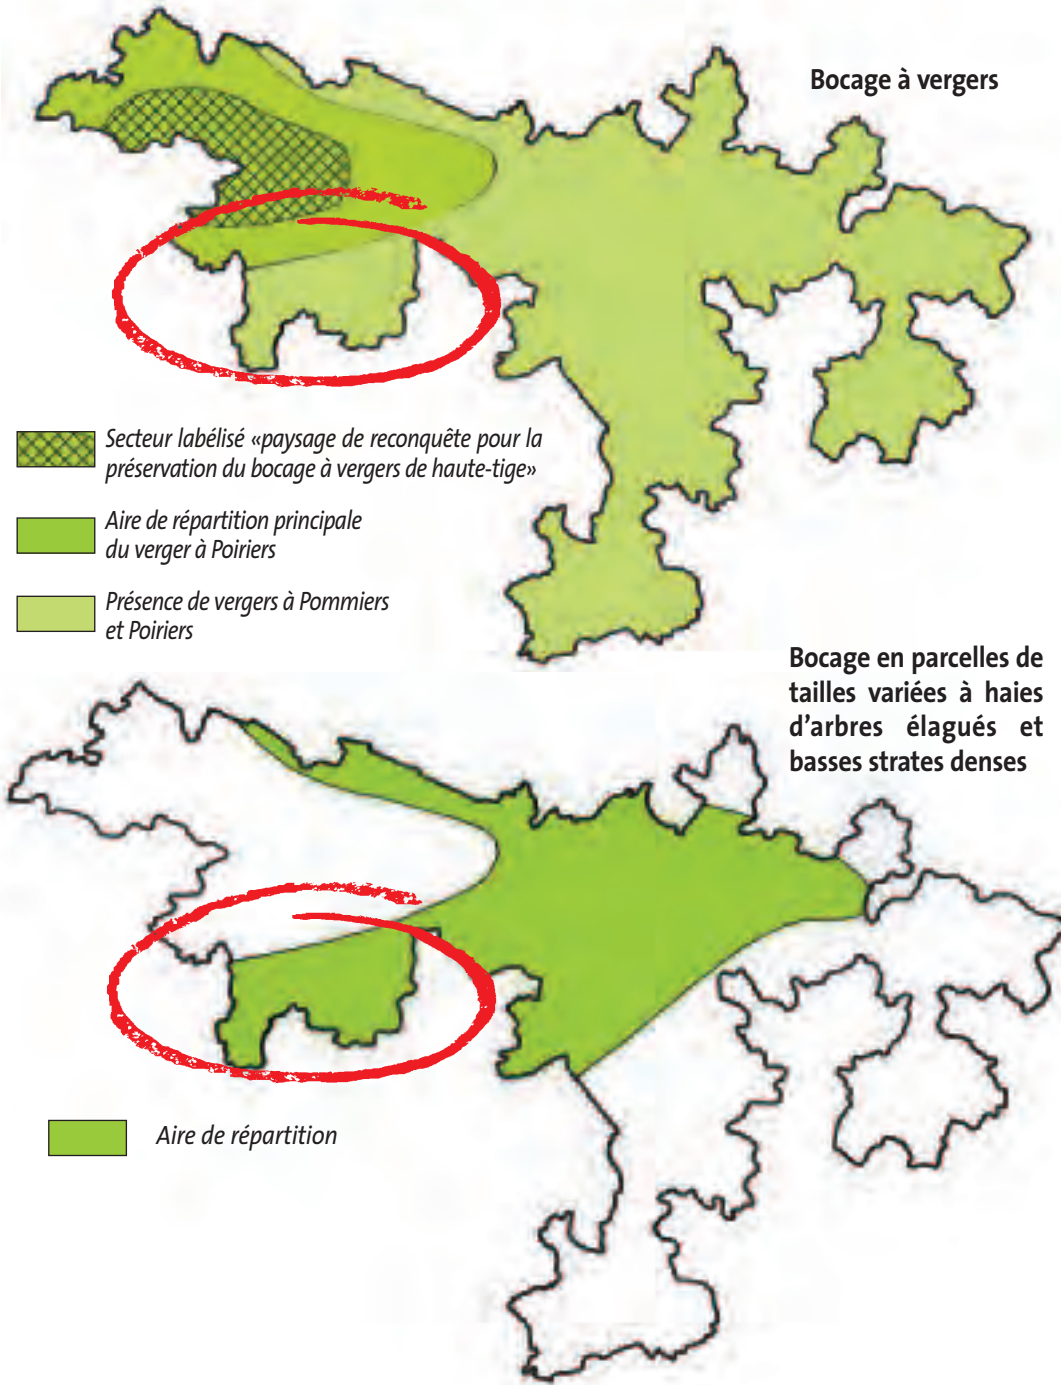 Bocage à vergers
Secteur labélisé «paysage de reconquête pour la
préservation du bocage à vergers de haute-tige»
Aire de répartition principale
du verger à Poiriers
Présence de vergers à Pommiers
et Poiriers
Bocage en parcelles de
tailles variées à haies
d'arbres élagués et
basses strates denses
Aire de répartition